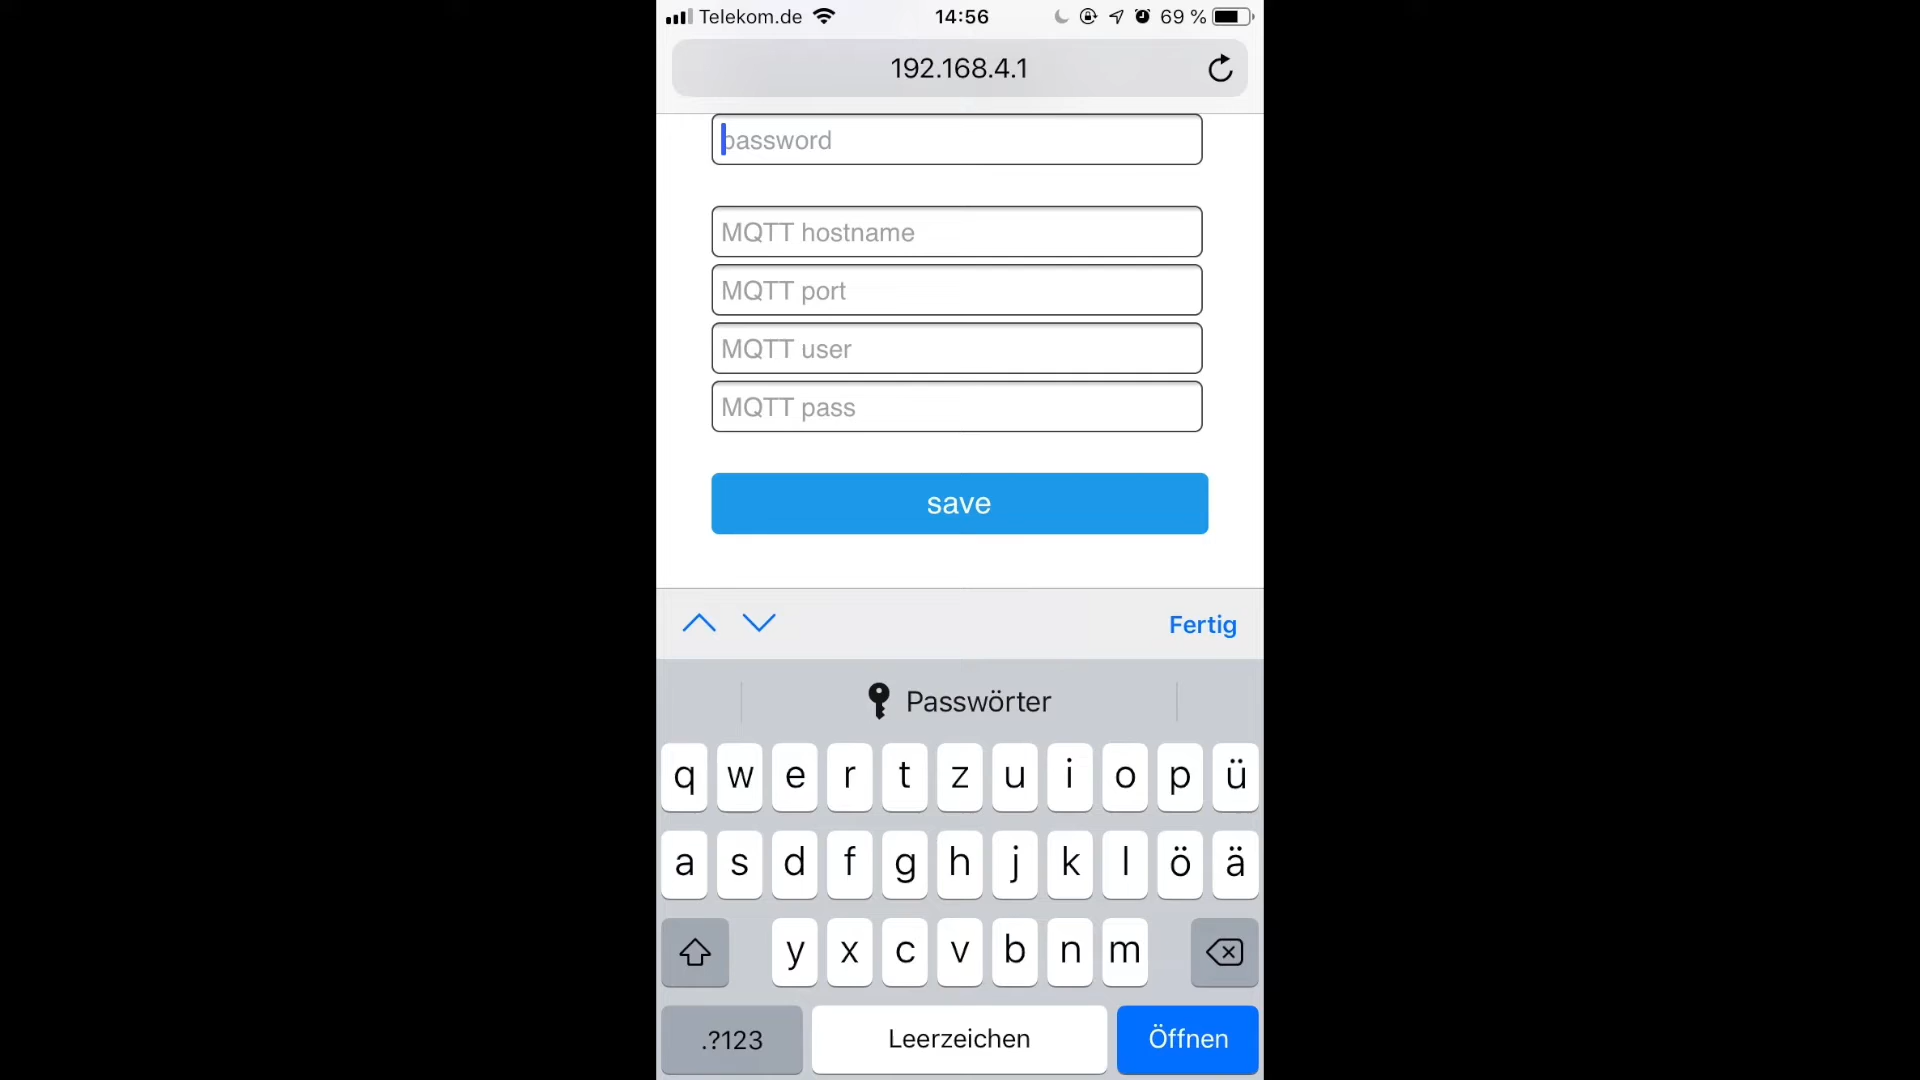 Telekom.de 14:56 69 %
192.168.4.1
password
MQTT hostname
MQTT port
MQTT user
MQTT pass
save
Fertig
Passwörter
q w e r t z u i o p ü
a s d f g h j k l ö ä
y x c v b n m
.?123 Leerzeichen Öffnen